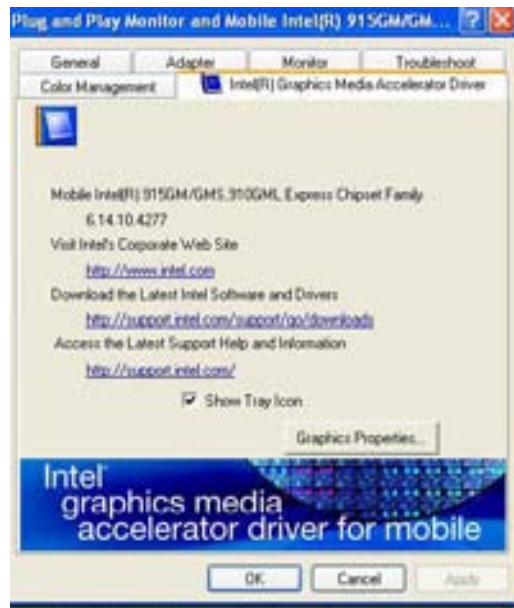 Plug and Play Monitor and Mobile Intel(R) 915GM/GM...
General Adapter Monitor Troubleshoot
Color Management Intel(R) Graphics Media Accelerator Driver
Mobile Intel(R) 915GM/GMS,910GML Express Chipset Family
6.14.10.4277
Visit Intel's Corporate Web Site
http://www.intel.com
Download the Latest Intel Software and Drivers
http://support.intel.com/support/go/downloads
Access the Latest Support Help and Information
http://support.intel.com/
Show Tray Icon
Graphics Properties...
Intel
graphics media
accelerator driver for mobile
OK Cancel Apply